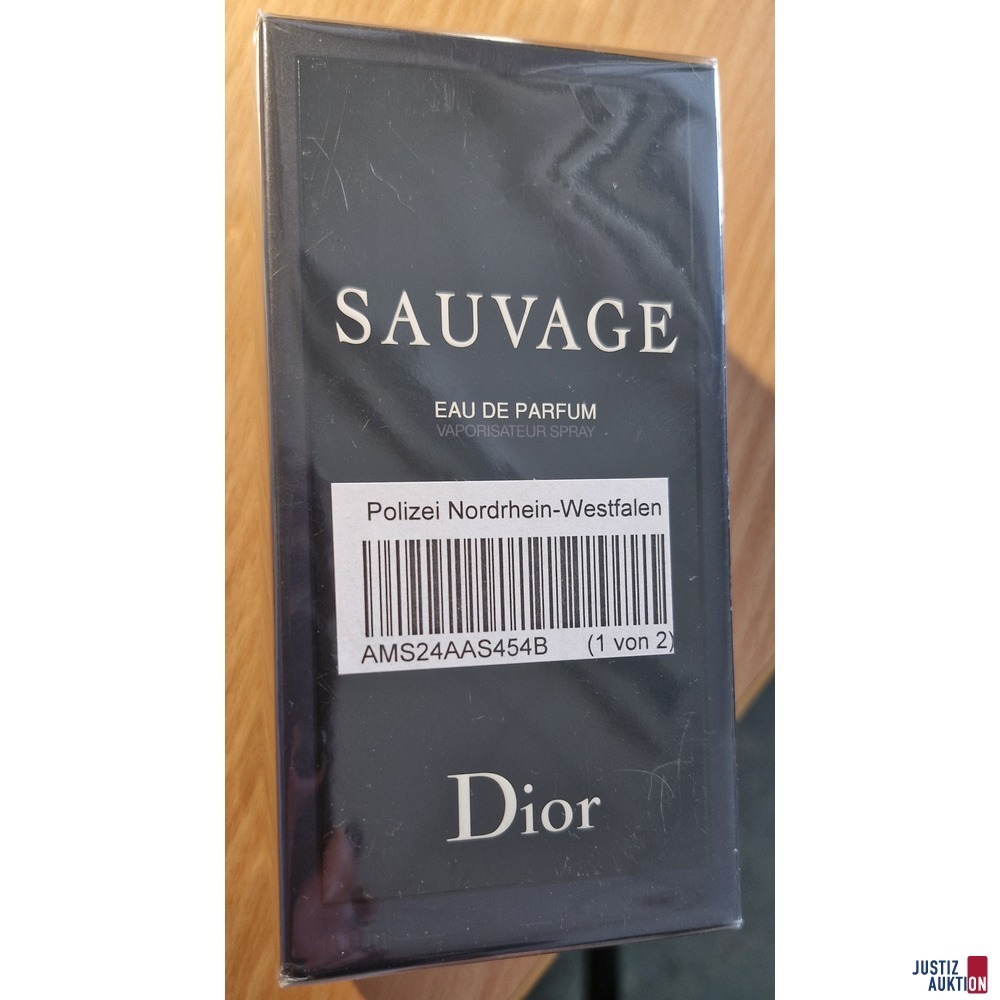 SAUVAGE
EAU DE PARFUM
VAPORISATEUR SPRAY
Polizei Nordrhein-Westfalen
AMS24AAS454B (1 von 2)
Dior
JUSTIZ
AUKTION